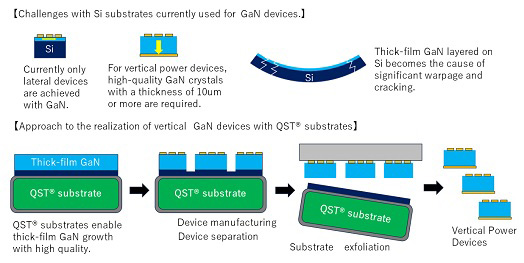 【Challenges with Si substrates currently used for GaN devices.】
Si
Currently only
lateral devices
are achieved
with GaN.
For vertical power devices,
high-quality GaN crystals
with a thickness of 10um
or more are required.
Si
Thick-film GaN layered on
Si becomes the cause of
significant warpage and
cracking.
【Approach to the realization of vertical GaN devices with QST® substrates】
Thick-film GaN
QST® substrate
QST® substrates enable
thick-film GaN growth
with high quality.
QST® substrate
Device manufacturing
Device separation
QST® substrate
Substrate exfoliation
Vertical Power
Devices